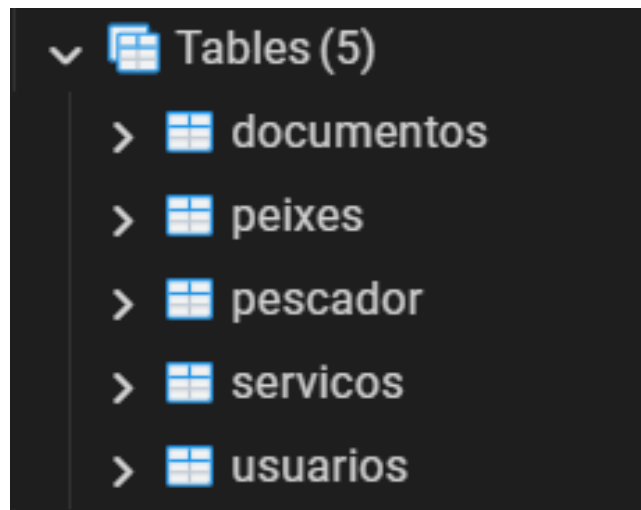 Tables (5)
documentos
peixes
pescador
servicos
usuarios